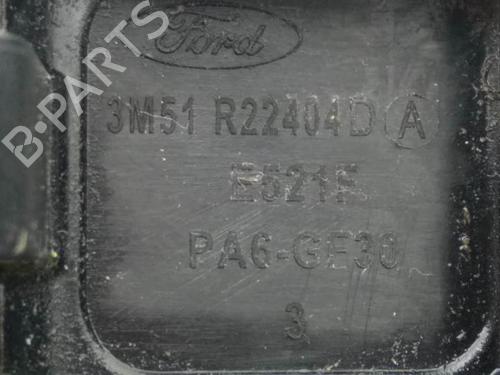 Ford
3M51 R22404D A
E521F
PA6-GF30
3
B-PARTS